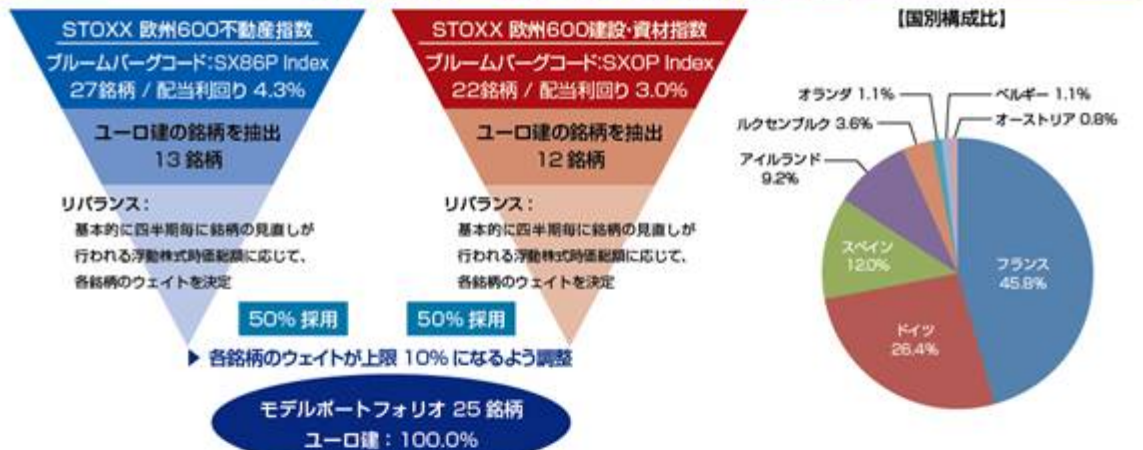 STOXX 欧州600不動産指数
ブルームバーグコード:SX86P Index
27銘柄 / 配当利回り 4.3%
ユーロ建の銘柄を抽出
13 銘柄
リバランス：
基本的に四半期毎に銘柄の見直しが
行われる浮動株式時価総額に応じて、
各銘柄のウェイトを決定
50% 採用
STOXX 欧州600建設・資材指数
ブルームバーグコード:SX0P Index
22銘柄 / 配当利回り 3.0%
ユーロ建の銘柄を抽出
12 銘柄
リバランス：
基本的に四半期毎に銘柄の見直しが
行われる浮動株式時価総額に応じて、
各銘柄のウェイトを決定
50% 採用
▶ 各銘柄のウェイトが上限 10% になるよう調整
モデルポートフォリオ 25 銘柄
ユーロ建：100.0%
【国別構成比】
オランダ 1.1%
ベルギー 1.1%
ルクセンブルク 3.6%
オーストリア 0.8%
アイルランド
9.2%
スペイン
12.0%
フランス
45.8%
ドイツ
26.4%